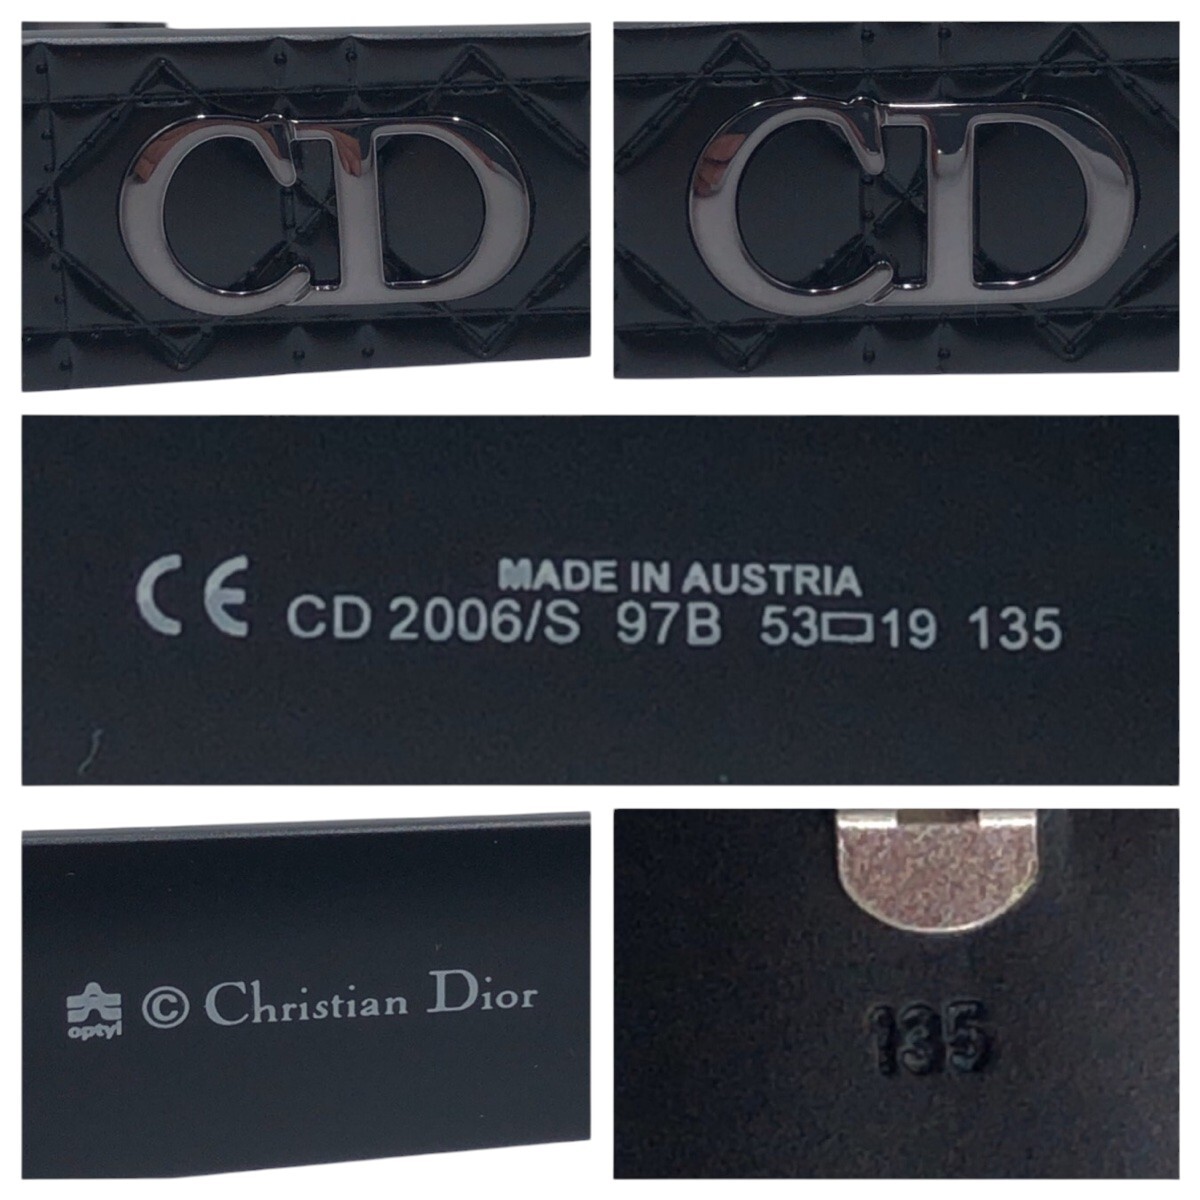 CD
CD
CE
MADE IN AUSTRIA
CD 2006/S 97B 53▭19 135
optyl
© Christian Dior
135